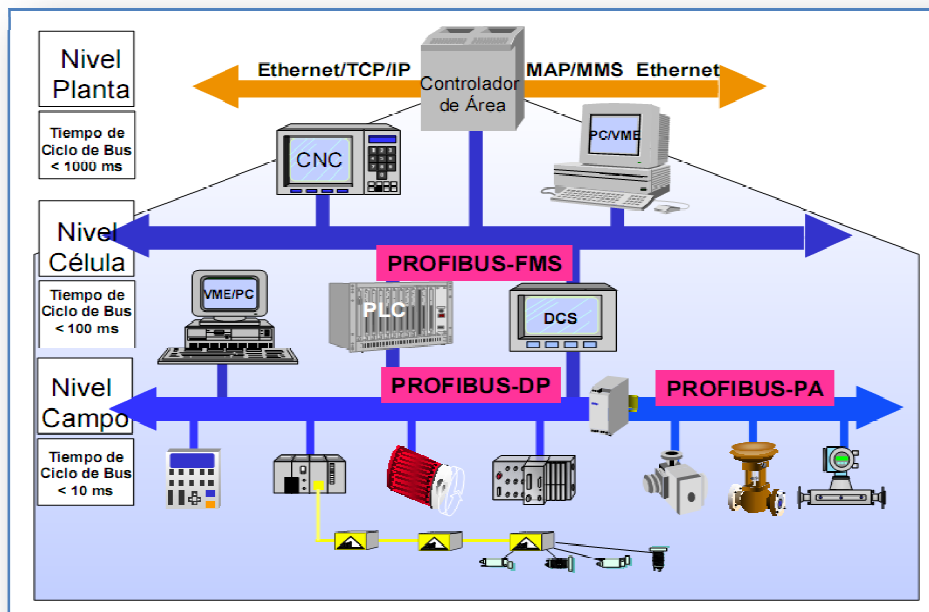 Nivel
Planta
Ethernet/TCP/IP
Controlador
de Área
MAP/MMS Ethernet
Tiempo de
Ciclo de Bus
< 1000 ms
CNC
PC/VME
Nivel
Célula
PROFIBUS-FMS
Tiempo de
Ciclo de Bus
< 100 ms
VME/PC
PLC
DCS
Nivel
Campo
PROFIBUS-DP
PROFIBUS-PA
Tiempo de
Ciclo de Bus
< 10 ms